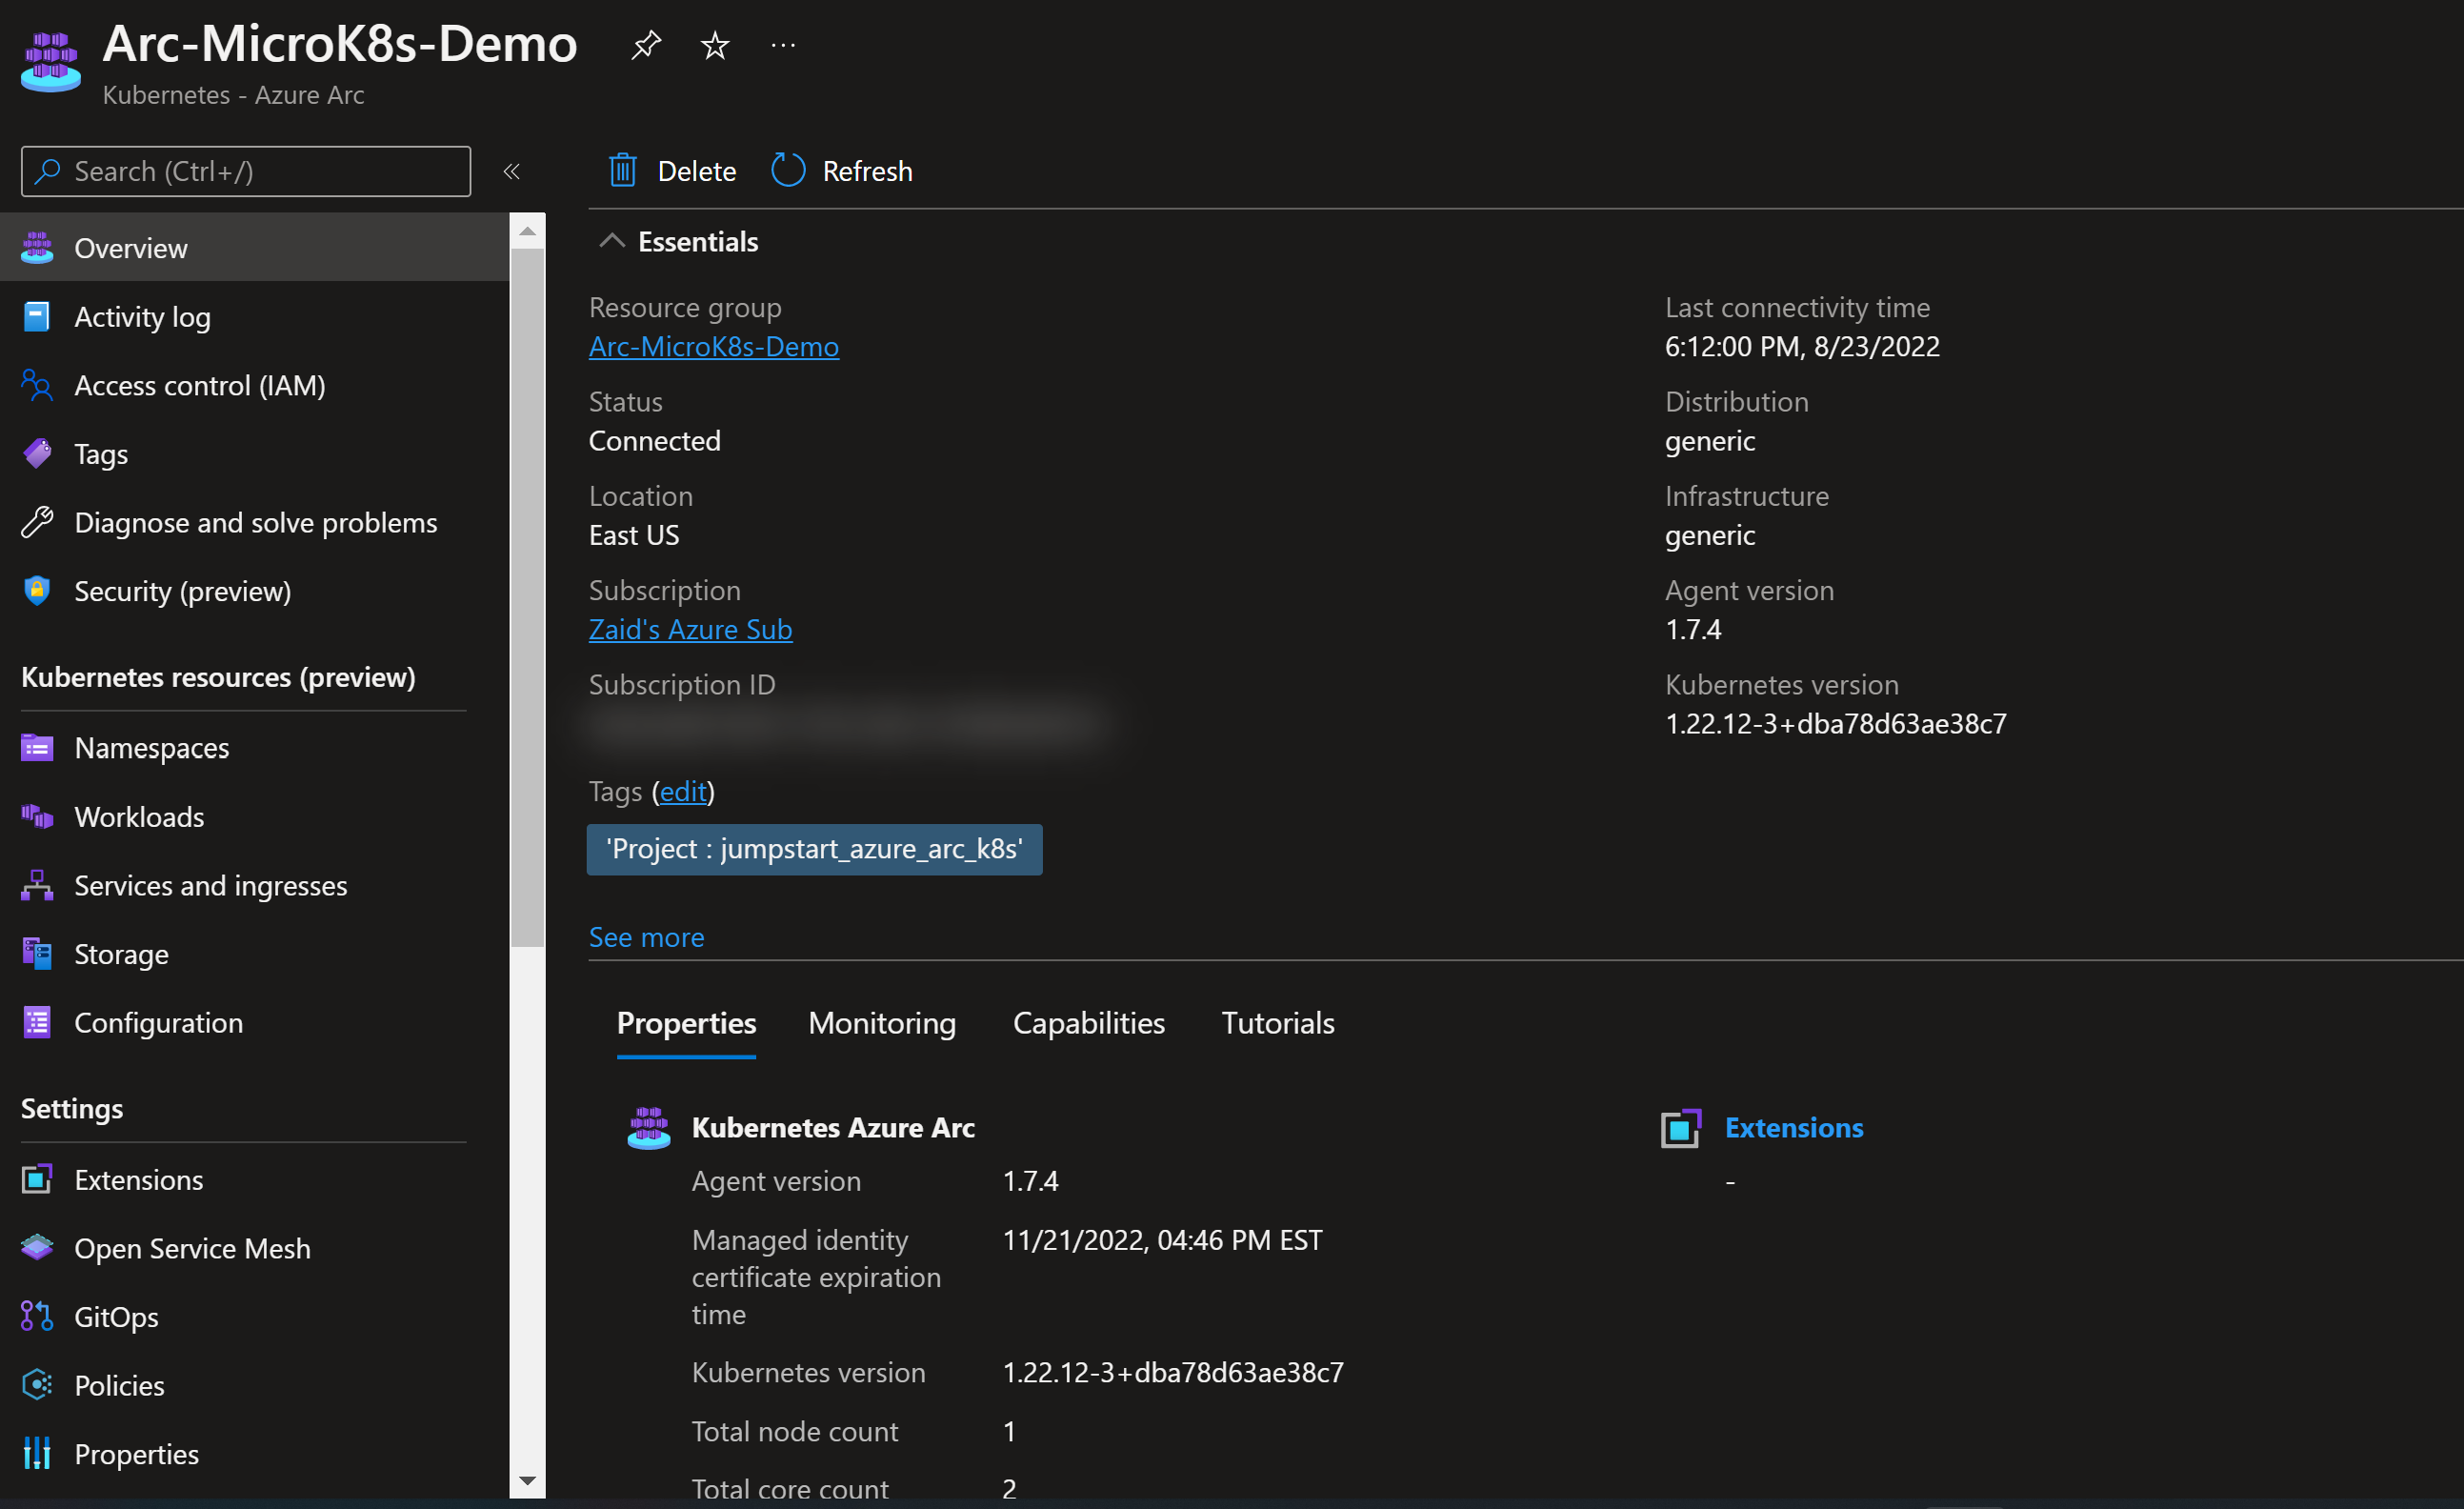 Arc-MicroK8s-Demo
Kubernetes - Azure Arc
Search (Ctrl+/)
«
Overview
Activity log
Access control (IAM)
Tags
Diagnose and solve problems
Security (preview)
Kubernetes resources (preview)
Namespaces
Workloads
Services and ingresses
Storage
Configuration
Settings
Extensions
Open Service Mesh
GitOps
Policies
Properties
Delete
Refresh
Essentials
Resource group
Arc-MicroK8s-Demo
Status
Connected
Location
East US
Subscription
Zaid's Azure Sub
Subscription ID
Last connectivity time
6:12:00 PM, 8/23/2022
Distribution
generic
Infrastructure
generic
Agent version
1.7.4
Kubernetes version
1.22.12-3+dba78d63ae38c7
Tags (edit)
'Project : jumpstart_azure_arc_k8s'
See more
Properties
Monitoring
Capabilities
Tutorials
Kubernetes Azure Arc
Agent version 1.7.4
Managed identity 11/21/2022, 04:46 PM EST
certificate expiration
time
Kubernetes version 1.22.12-3+dba78d63ae38c7
Total node count 1
Total core count 2
Extensions
-